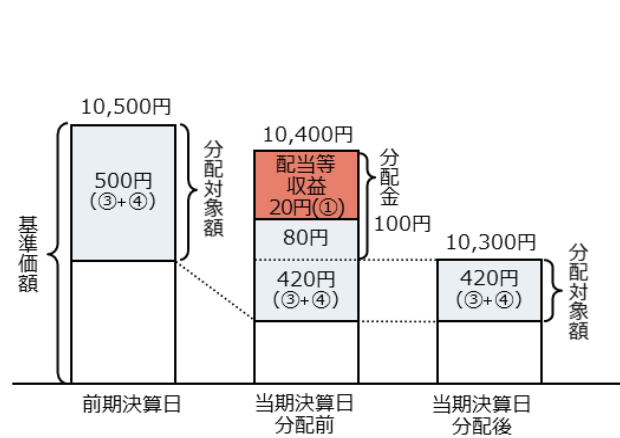 10,500円
500円
(③+④)
分配対象額
基準価額
前期決算日
10,400円
配当等
収益
20円(①)
80円
420円
(③+④)
分配金
100円
当期決算日
分配前
10,300円
420円
(③+④)
分配対象額
当期決算日
分配後